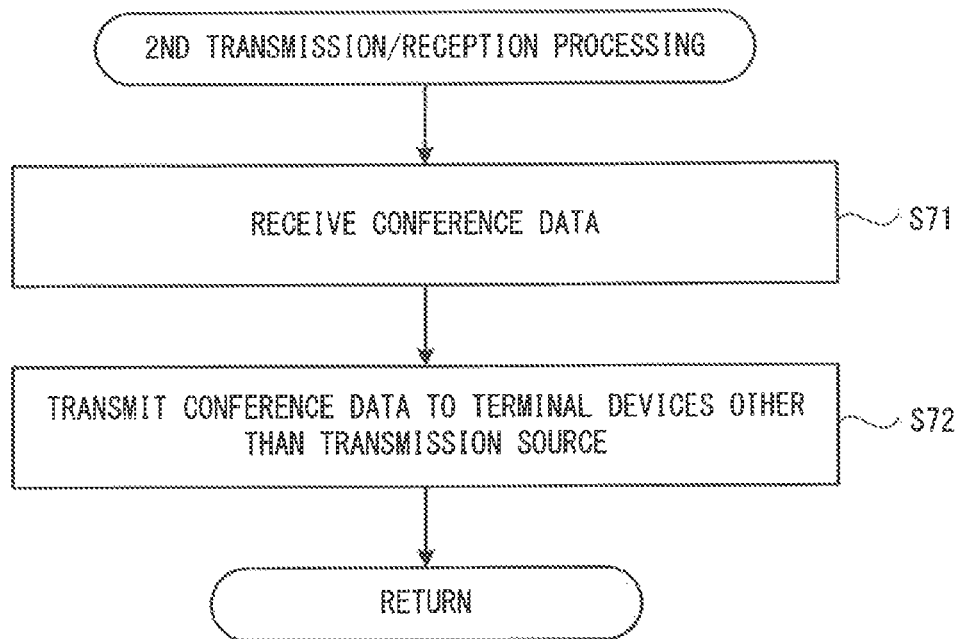 2ND TRANSMISSION/RECEPTION PROCESSING
RECEIVE CONFERENCE DATA
S71
TRANSMIT CONFERENCE DATA TO TERMINAL DEVICES OTHER
THAN TRANSMISSION SOURCE
S72
RETURN